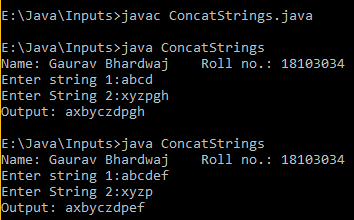 E:\Java\Inputs>javac ConcatStrings.java
E:\Java\Inputs>java ConcatStrings
Name: Gaurav Bhardwaj    Roll no.: 18103034
Enter string 1:abcd
Enter String 2:xyzpgh
Output: axbyczdpgh
E:\Java\Inputs>java ConcatStrings
Name: Gaurav Bhardwaj    Roll no.: 18103034
Enter string 1:abcdef
Enter String 2:xyzp
Output: axbyczdpef